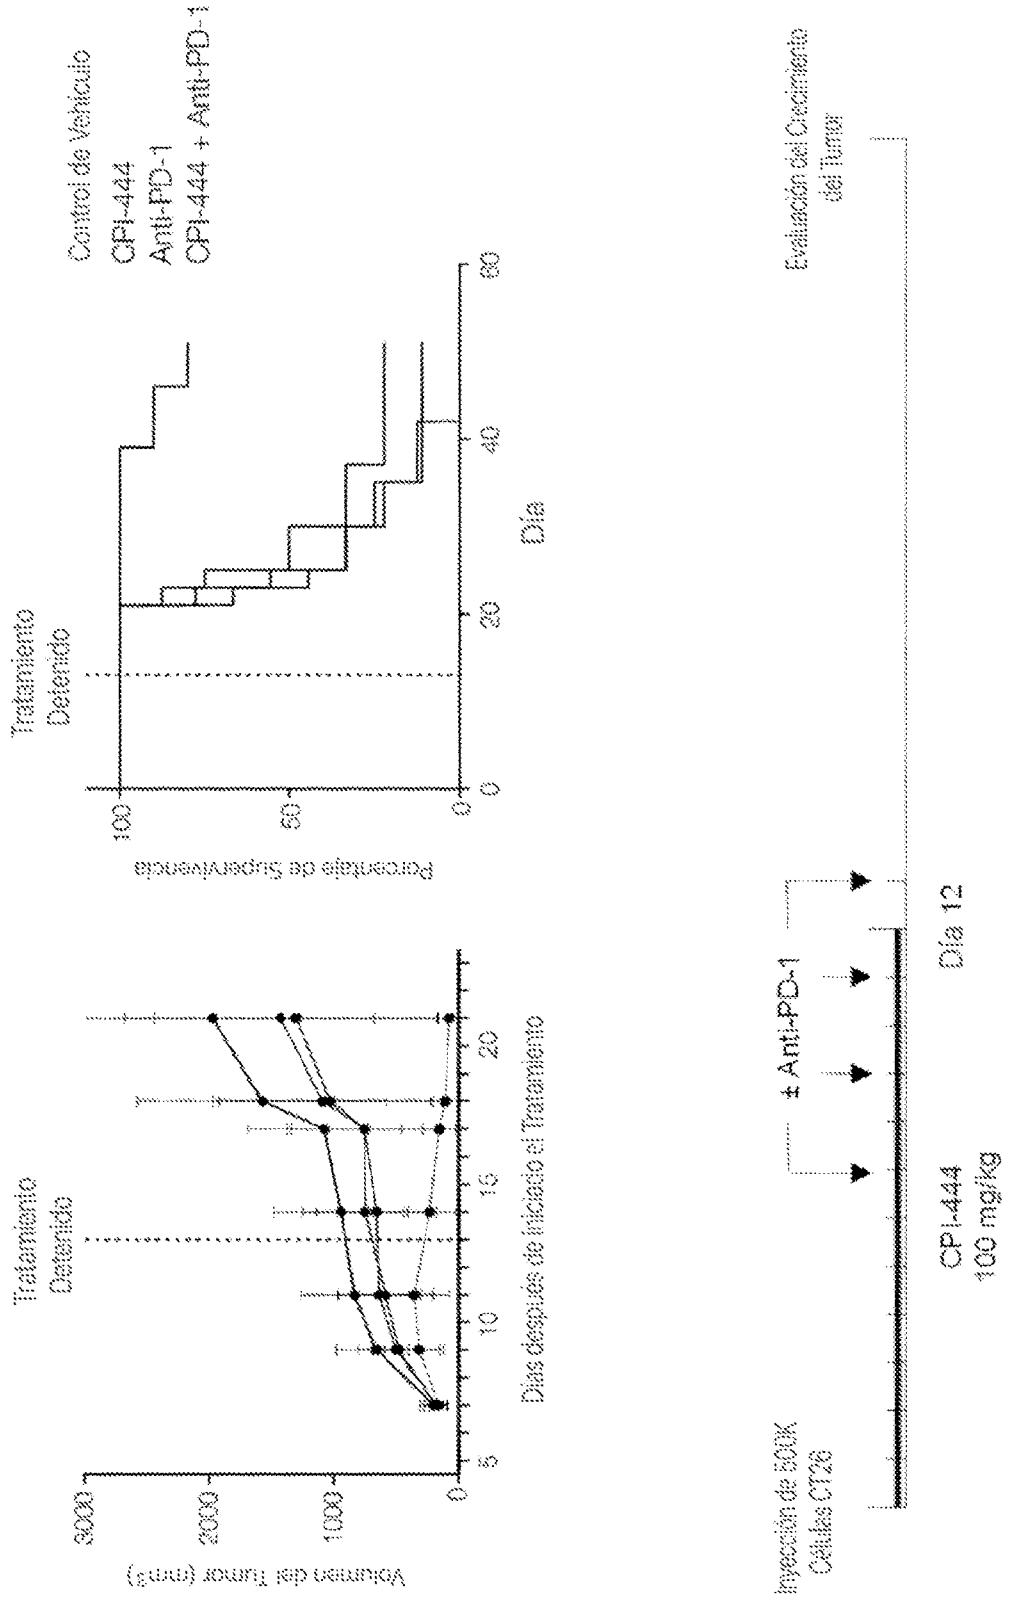 Tratamiento
Detenido
Volumen del Tumor (mm³)
3000
2000
1000
0
5
10
15
20
Días después de Iniciado el Tratamiento
Tratamiento
Detenido
Porcentaje de Supervivencia
100
50
0
0
20
40
60
Día
Control de Vehículo
CPI-444
Anti-PD-1
CPI-444 + Anti-PD-1
Inyección de 500K
Células CT26
± Anti-PD-1
Evaluación del Crecimiento
del Tumor
CPI-444
100 mg/kg
Día 12